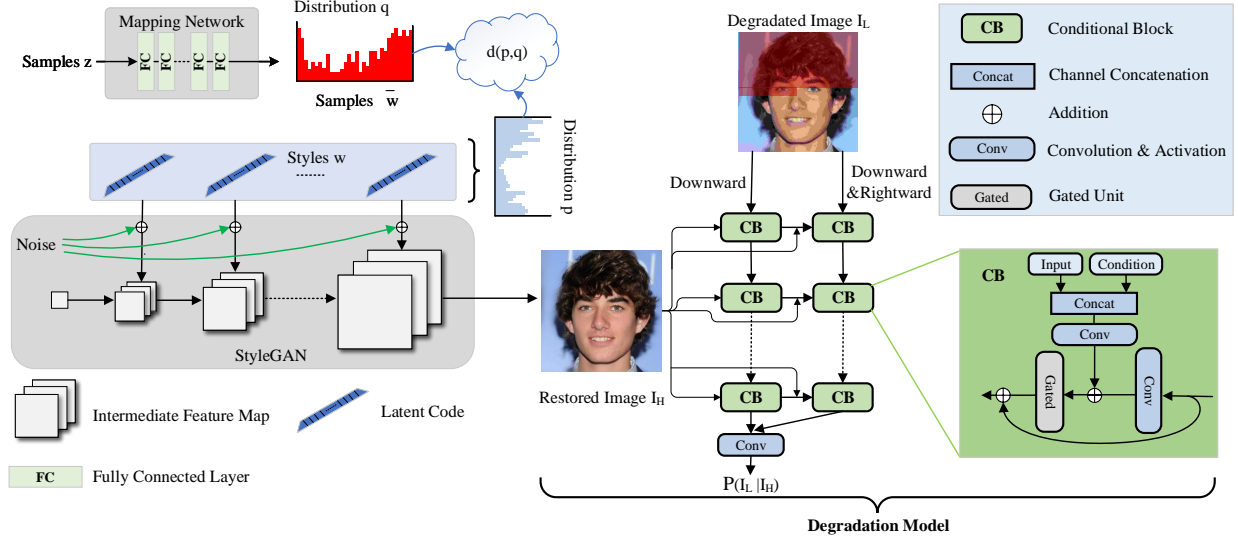 Mapping Network
Samples z
FC
FC
FC
FC
Distribution q
Samples w̅
d(p,q)
Distribution p
Styles w
Noise
StyleGAN
Intermediate Feature Map
Latent Code
FC
Fully Connected Layer
Degradated Image I_L
Downward
Downward
&Rightward
CB
CB
CB
CB
CB
CB
Conv
P(I_L |I_H)
Restored Image I_H
Degradation Model
CB
Conditional Block
Concat
Channel Concatenation
Addition
Conv
Convolution & Activation
Gated
Gated Unit
CB
Input
Condition
Concat
Conv
Gated
Conv